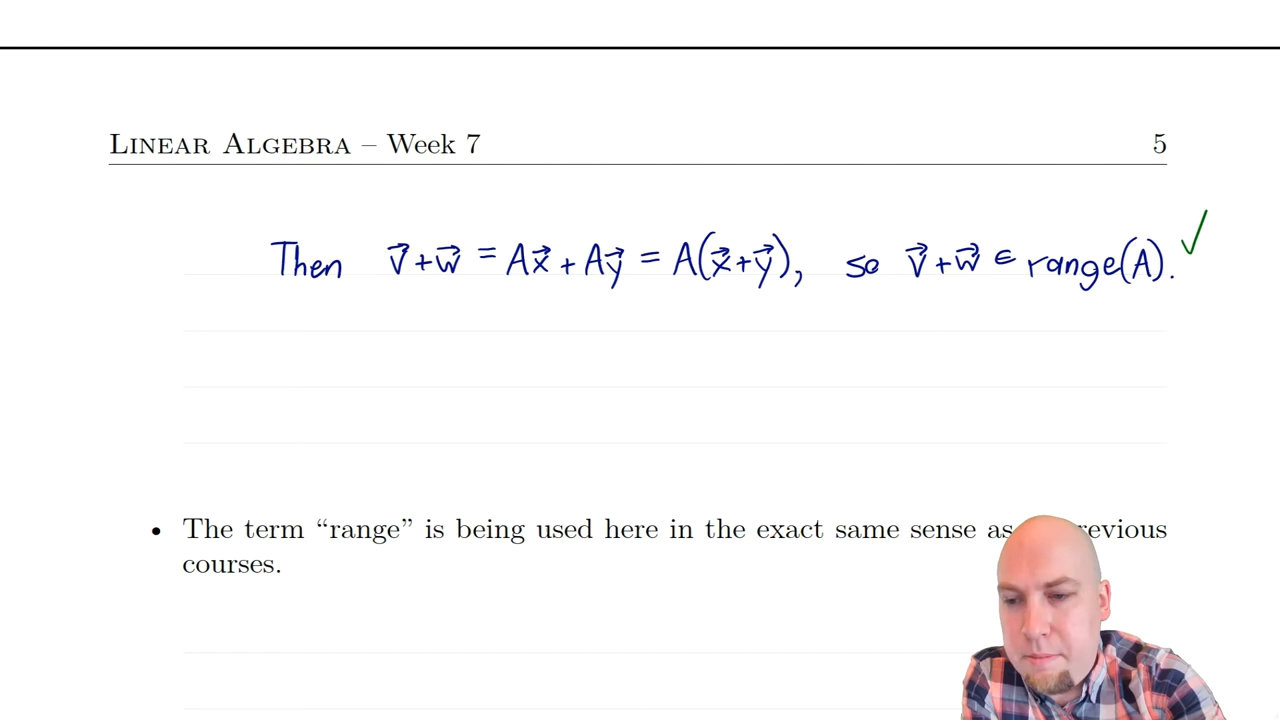 LINEAR ALGEBRA – Week 7 5
Then v⃗+w⃗ = Ax⃗ + Ay⃗ = A(x⃗+y⃗), so v⃗+w⃗ ∈ range(A). ✓
• The term “range” is being used here in the exact same sense as revious
courses.